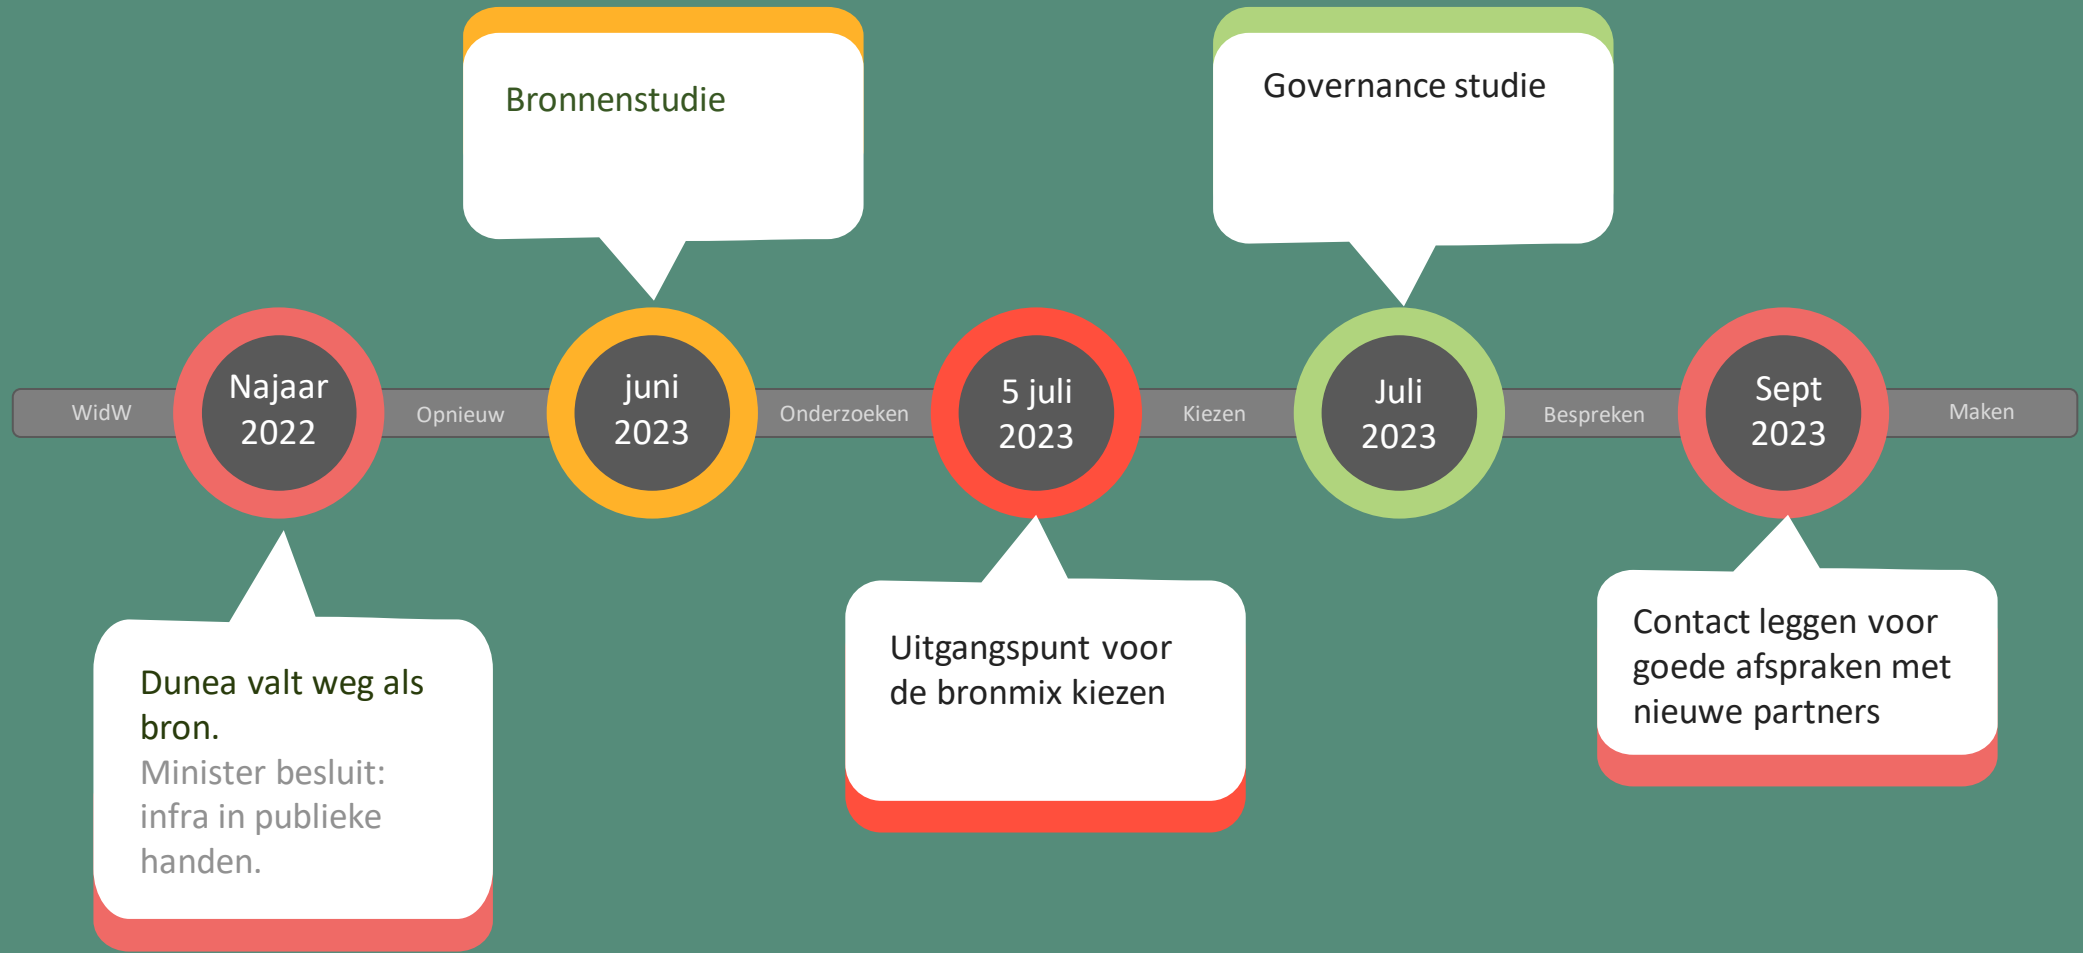 Bronnenstudie
Governance studie
WidW
Najaar
2022
Opnieuw
juni
2023
Onderzoeken
5 juli
2023
Kiezen
Juli
2023
Bespreken
Sept
2023
Maken
Dunea valt weg als
bron.
Minister besluit:
infra in publieke
handen.
Uitgangspunt voor
de bronmix kiezen
Contact leggen voor
goede afspraken met
nieuwe partners